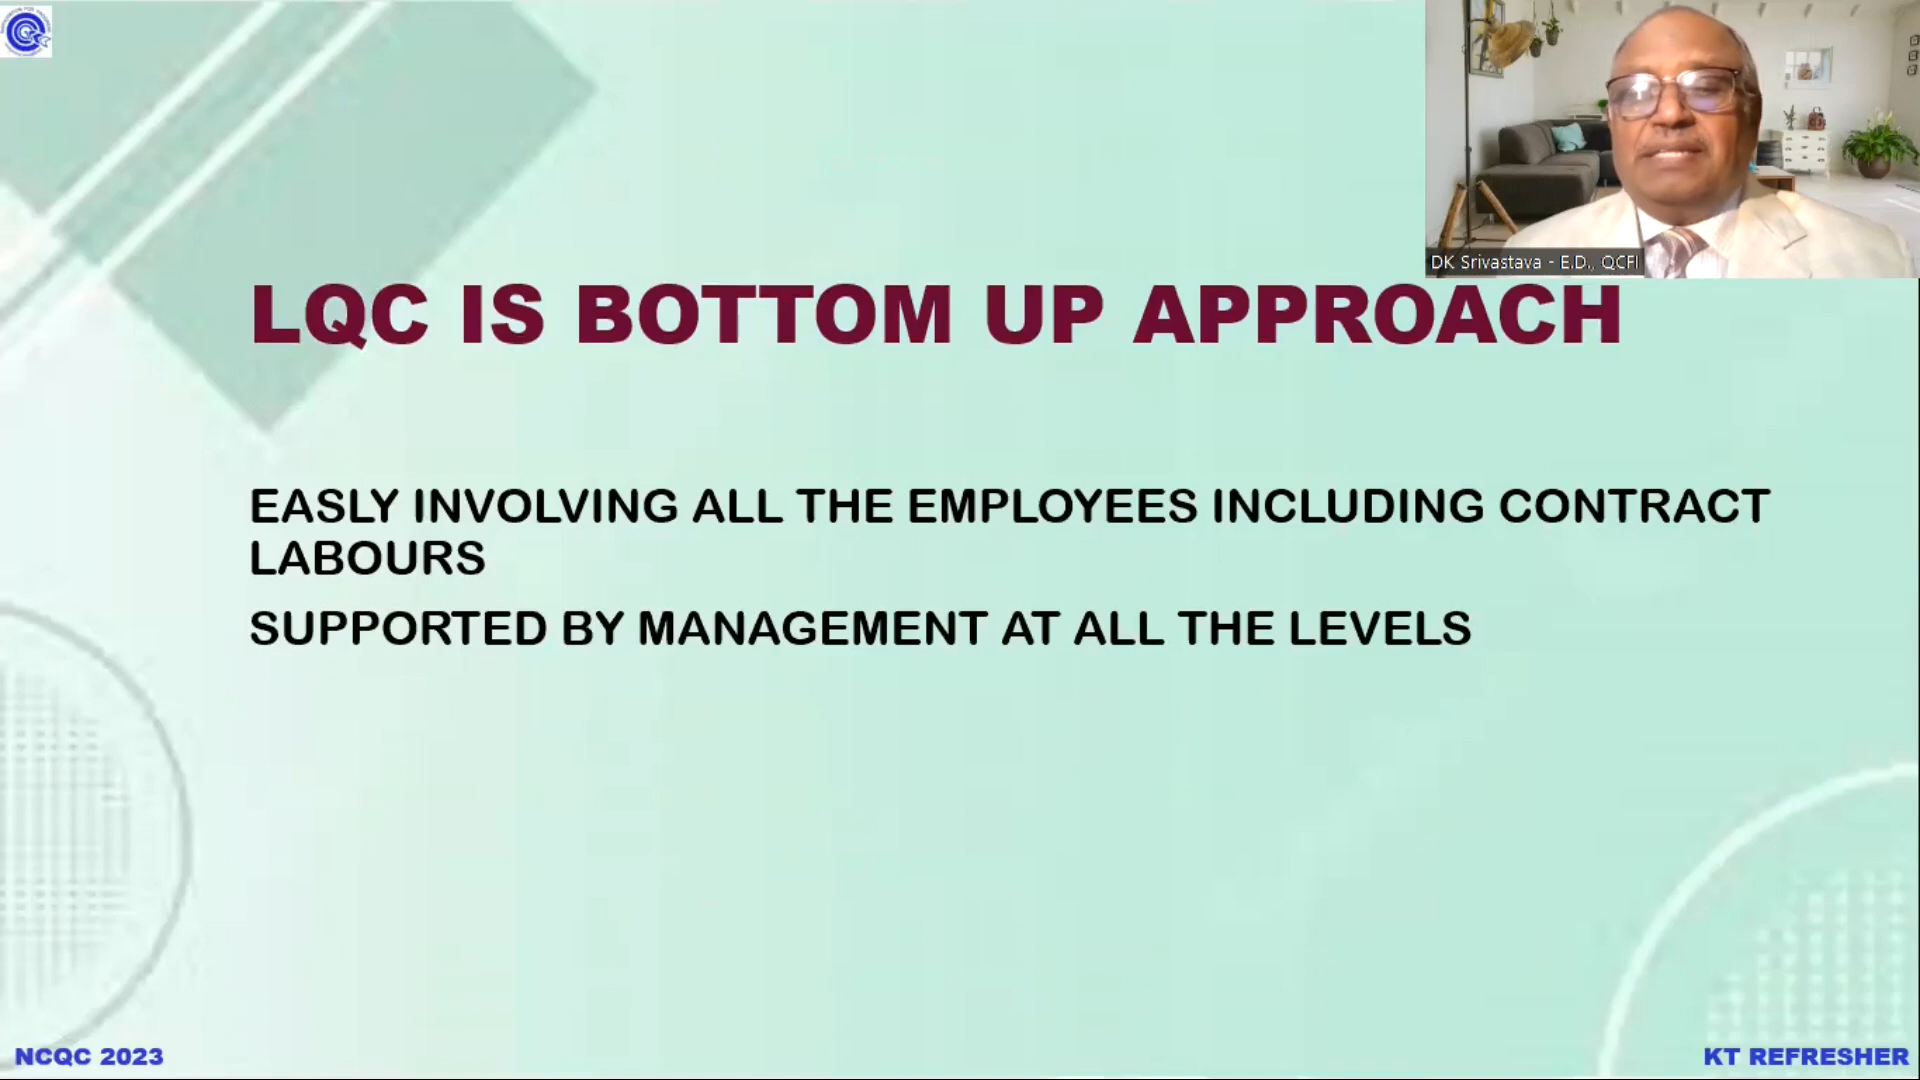 DK Srivastava - E.D., QCFI
LQC IS BOTTOM UP APPROACH
EASLY INVOLVING ALL THE EMPLOYEES INCLUDING CONTRACT
LABOURS
SUPPORTED BY MANAGEMENT AT ALL THE LEVELS
NCQC 2023
KT REFRESHER